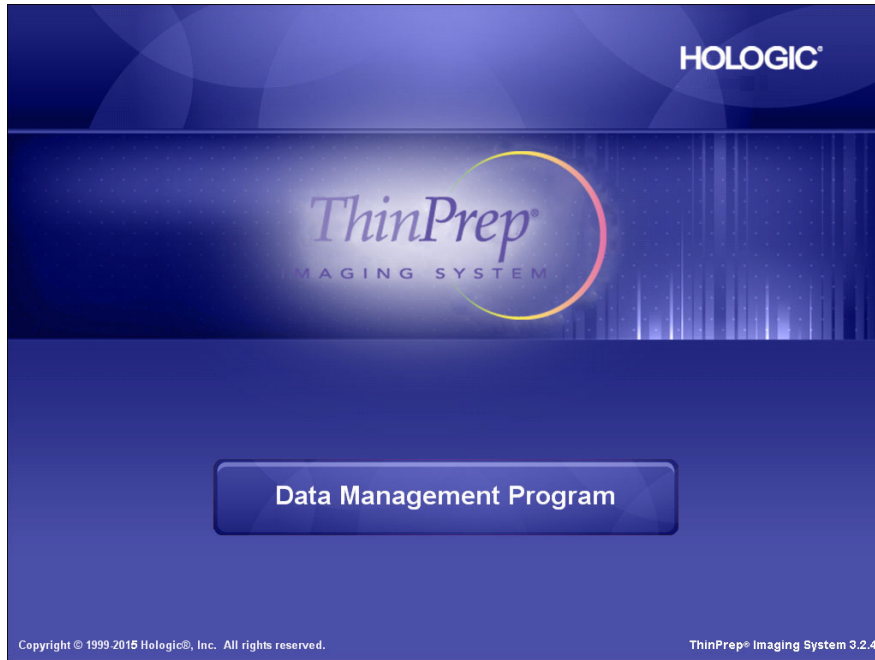 HOLOGIC®
ThinPrep®
IMAGING SYSTEM
Data Management Program
Copyright © 1999-2015 Hologic®, Inc. All rights reserved.
ThinPrep® Imaging System 3.2.4